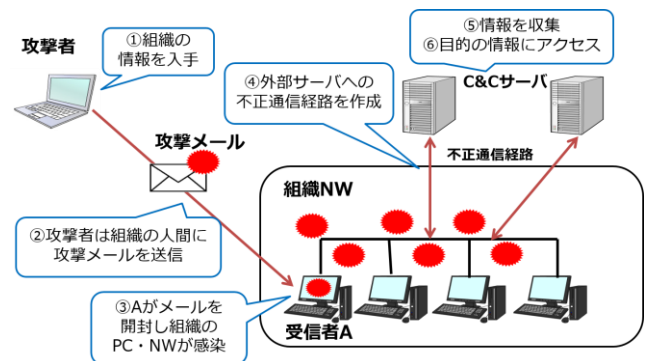 攻撃者
①組織の
情報を入手
⑤情報を収集
⑥目的の情報にアクセス
C&Cサーバ
④外部サーバへの
不正通信経路を作成
攻撃メール
不正通信経路
組織NW
②攻撃者は組織の人間に
攻撃メールを送信
③Aがメールを
開封し組織の
PC・NWが感染
受信者A